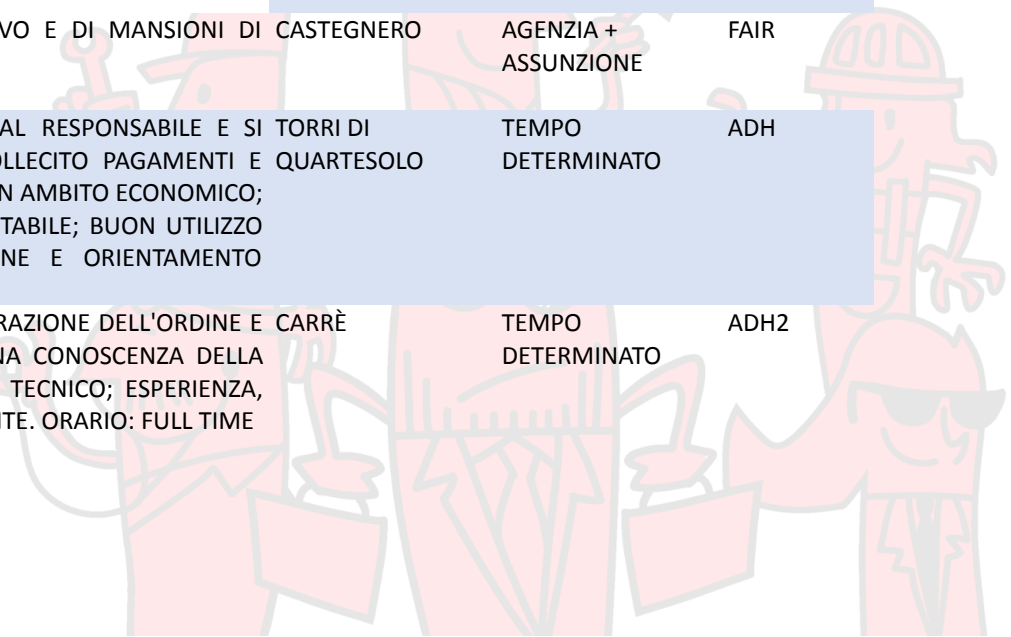 VO E DI MANSIONI DI CASTEGNERO AGENZIA + FAIR
ASSUNZIONE
AL RESPONSABILE E SI TORRI DI TEMPO ADH
OLLECITO PAGAMENTI E QUARTESOLO DETERMINATO
N AMBITO ECONOMICO;
TABILE; BUON UTILIZZO
NE E ORIENTAMENTO
RAZIONE DELL'ORDINE E CARRÈ TEMPO ADH2
NA CONOSCENZA DELLA DETERMINATO
TECNICO; ESPERIENZA,
NTE. ORARIO: FULL TIME